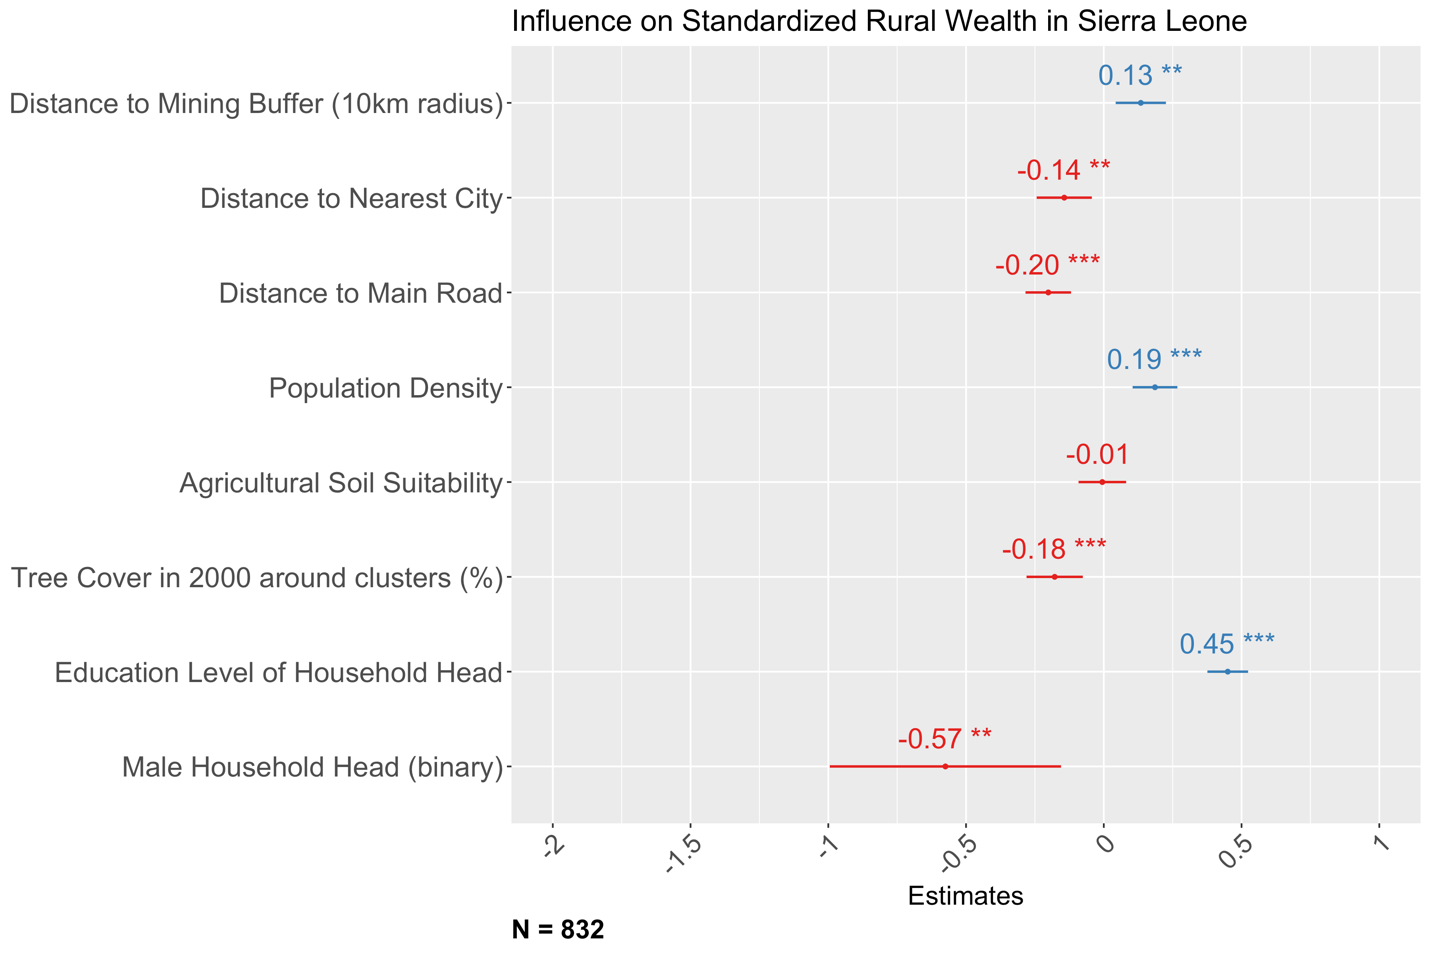 Influence on Standardized Rural Wealth in Sierra Leone
Distance to Mining Buffer (10km radius)
0.13 **
Distance to Nearest City
-0.14 **
Distance to Main Road
-0.20 ***
Population Density
0.19 ***
Agricultural Soil Suitability
-0.01
Tree Cover in 2000 around clusters (%)
-0.18 ***
Education Level of Household Head
0.45 ***
Male Household Head (binary)
-0.57 **
-2 -1.5 -1 -0.5 0 0.5 1
Estimates
N = 832